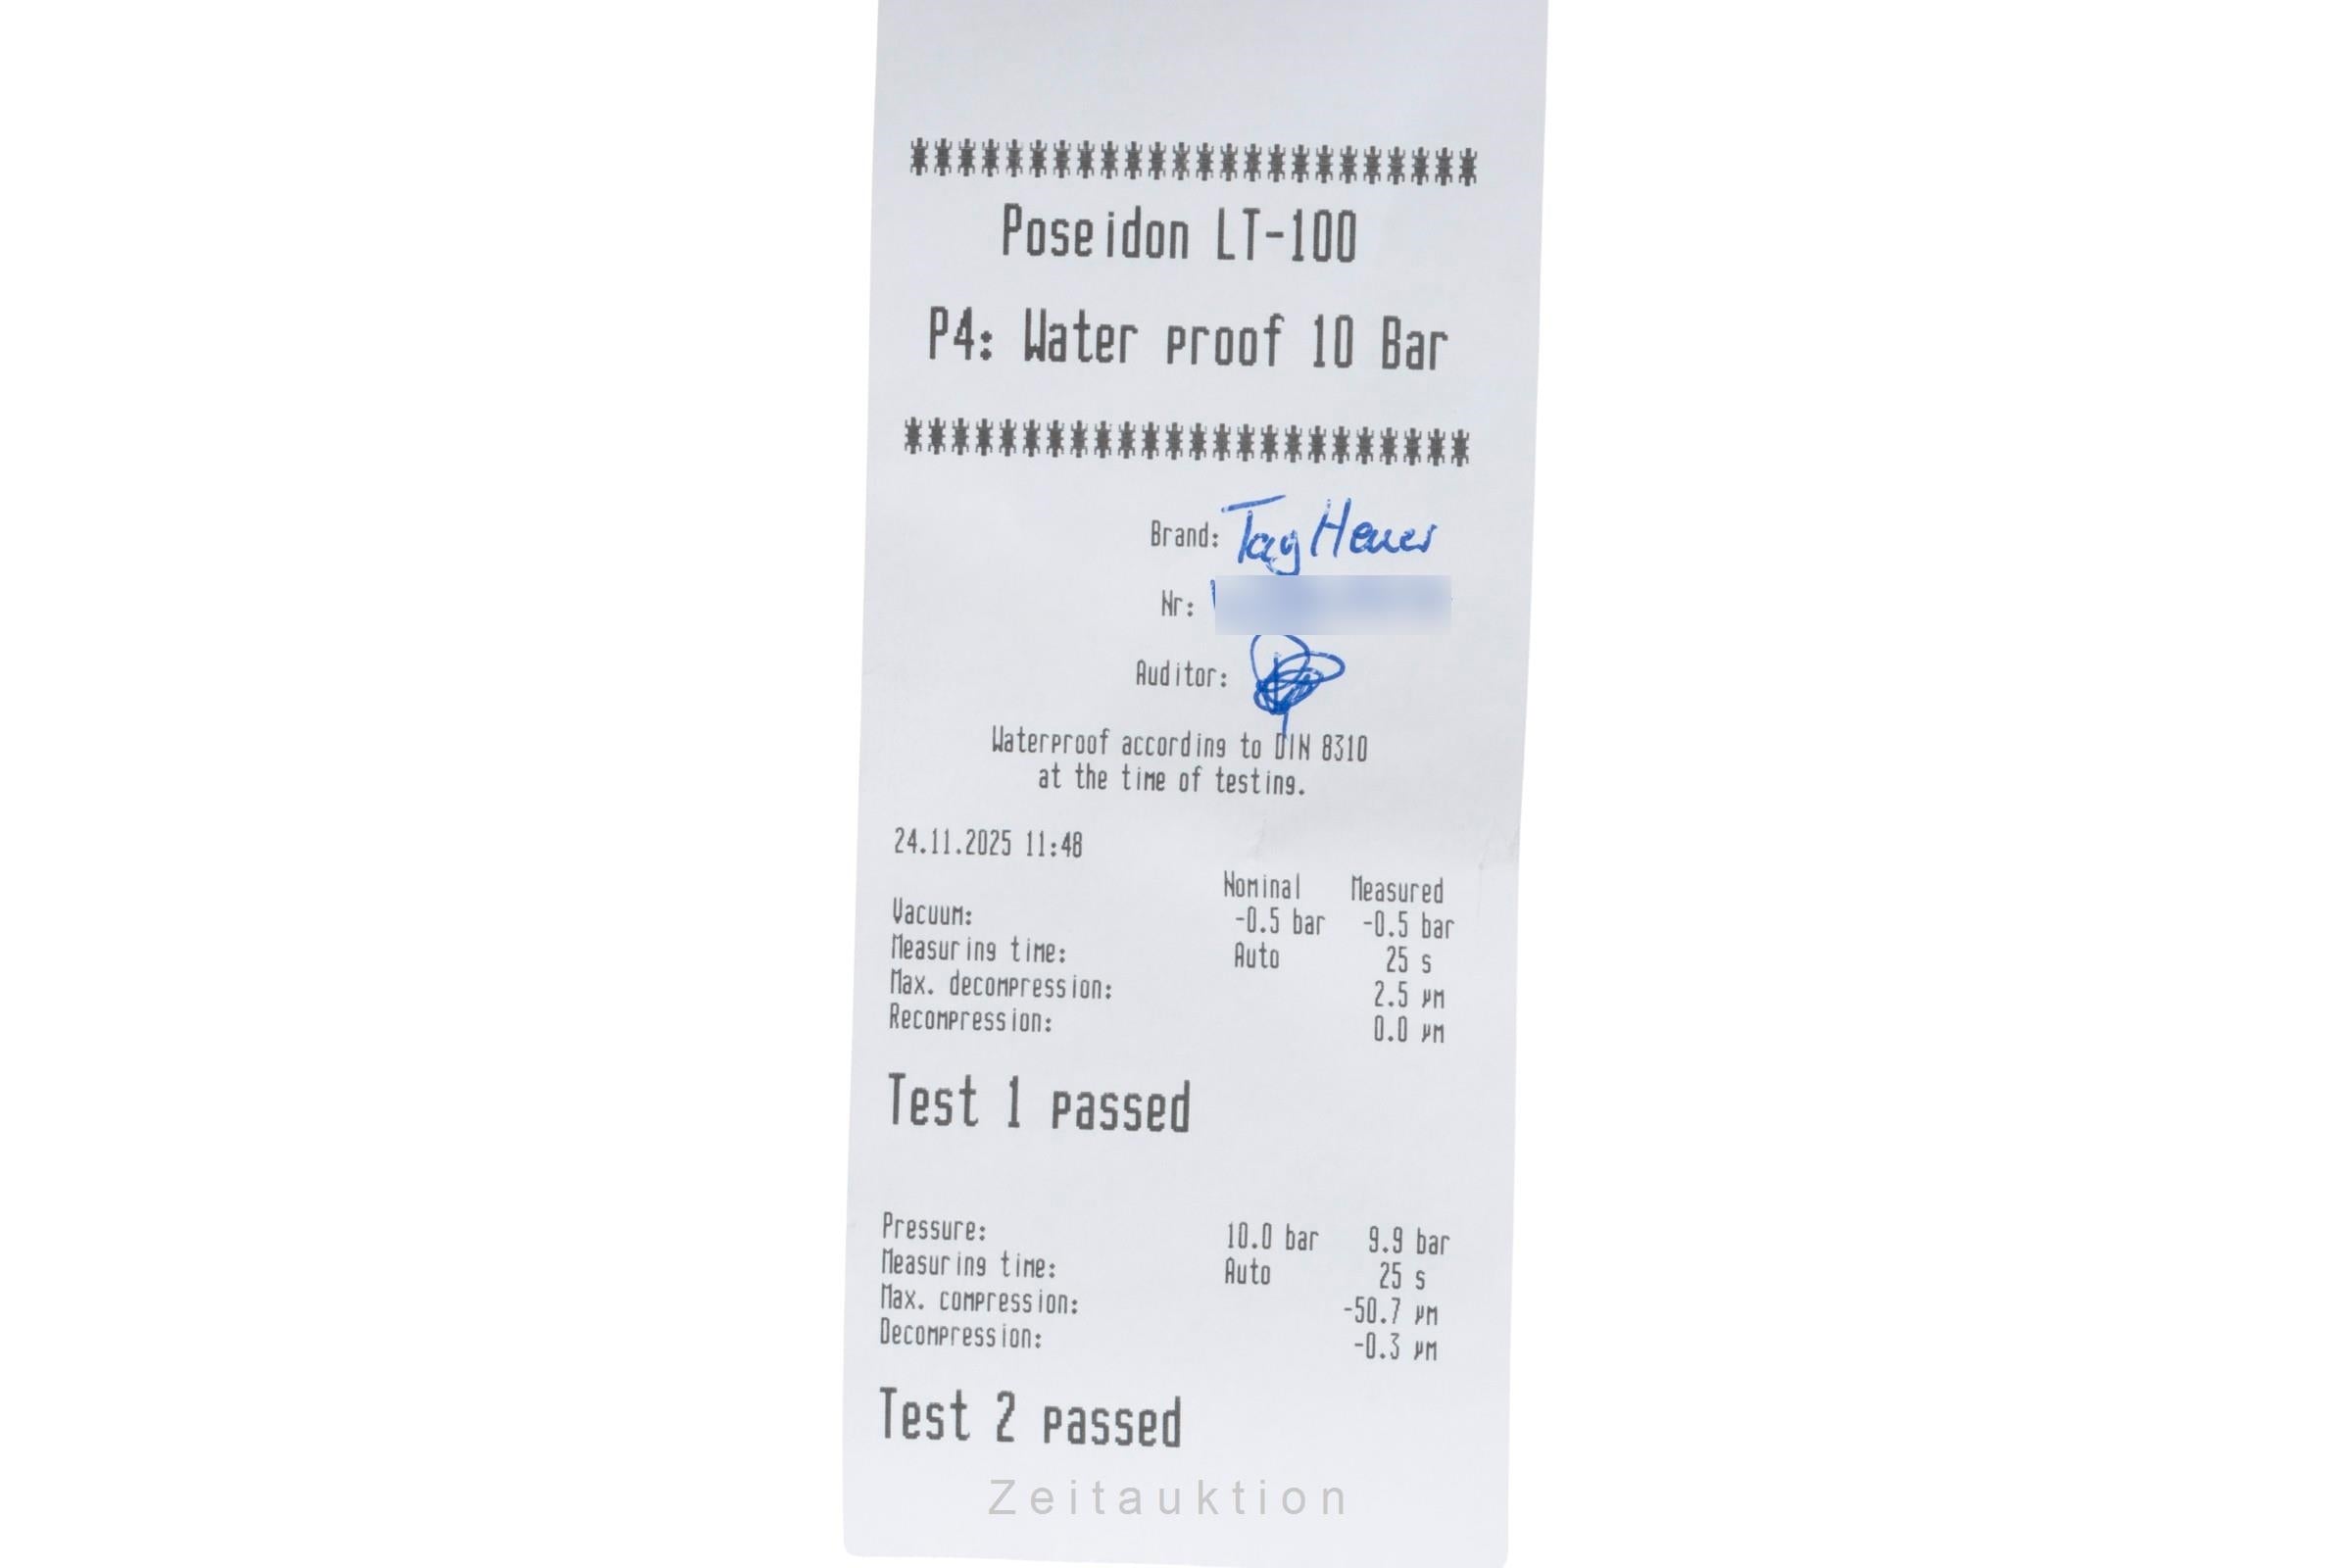 ************************
Poseidon LT-100
P4: Water proof 10 Bar
************************
Brand: Tag Heuer
Nr:
Auditor:
Waterproof according to DIN 8310
at the time of testing.
24.11.2025 11:48
Nominal Measured
Vacuum: -0.5 bar -0.5 bar
Measuring time: Auto 25 s
Max. decompression: 2.5 µm
Recompression: 0.0 µm
Test 1 passed
Pressure: 10.0 bar 9.9 bar
Measuring time: Auto 25 s
Max. compression: -50.7 µm
Decompression: -0.3 µm
Test 2 passed
Zeitauktion